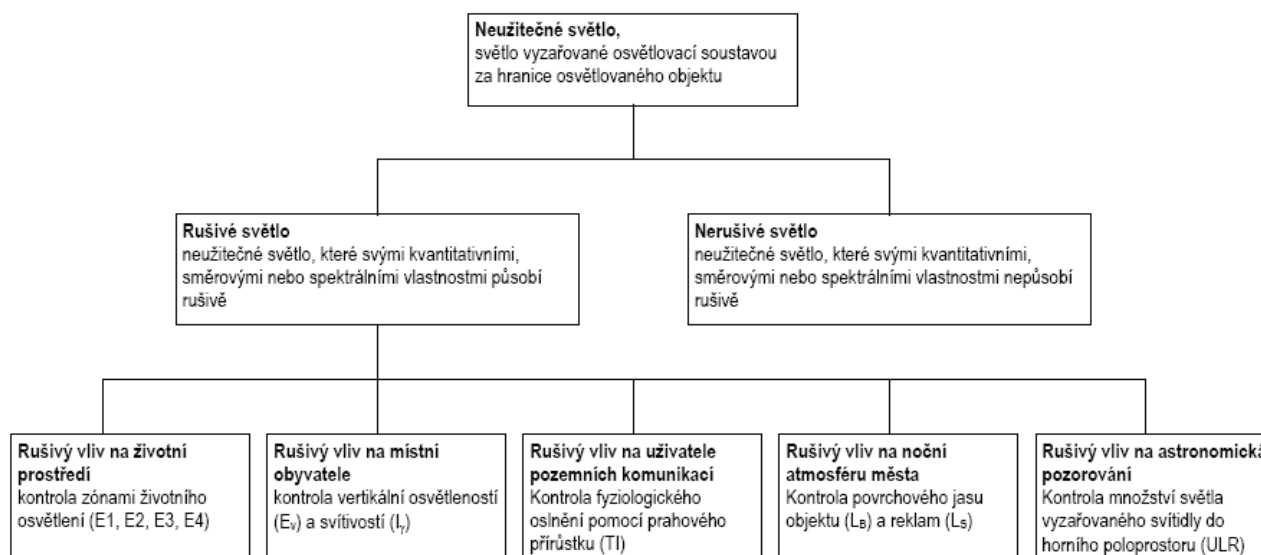 Neužitečné světlo,
světlo vyzařované osvětlovací soustavou
za hranice osvětlovaného objektu
Rušivé světlo
neužitečné světlo, které svými kvantitativními,
směrovými nebo spektrálními vlastnostmi působí
rušivě
Nerušivé světlo
neužitečné světlo, které svými kvantitativními,
směrovými nebo spektrálními vlastnostmi nepůsobí
rušivě
Rušivý vliv na životní
prostředí
kontrola zónami životního
osvětlení (E1, E2, E3, E4)
Rušivý vliv na místní
obyvatele
kontrola vertikální osvětleností
(Eᵥ) a svítivostí (Iᵧ)
Rušivý vliv na uživatele
pozemních komunikací
Kontrola fyziologického
oslnění pomocí prahového
přírůstku (TI)
Rušivý vliv na noční
atmosféru města
Kontrola povrchového jasu
objektu (L_B) a reklam (L_S)
Rušivý vliv na astronomická
pozorování
Kontrola množství světla
vyzařovaného svítidly do
horního poloprostoru (ULR)